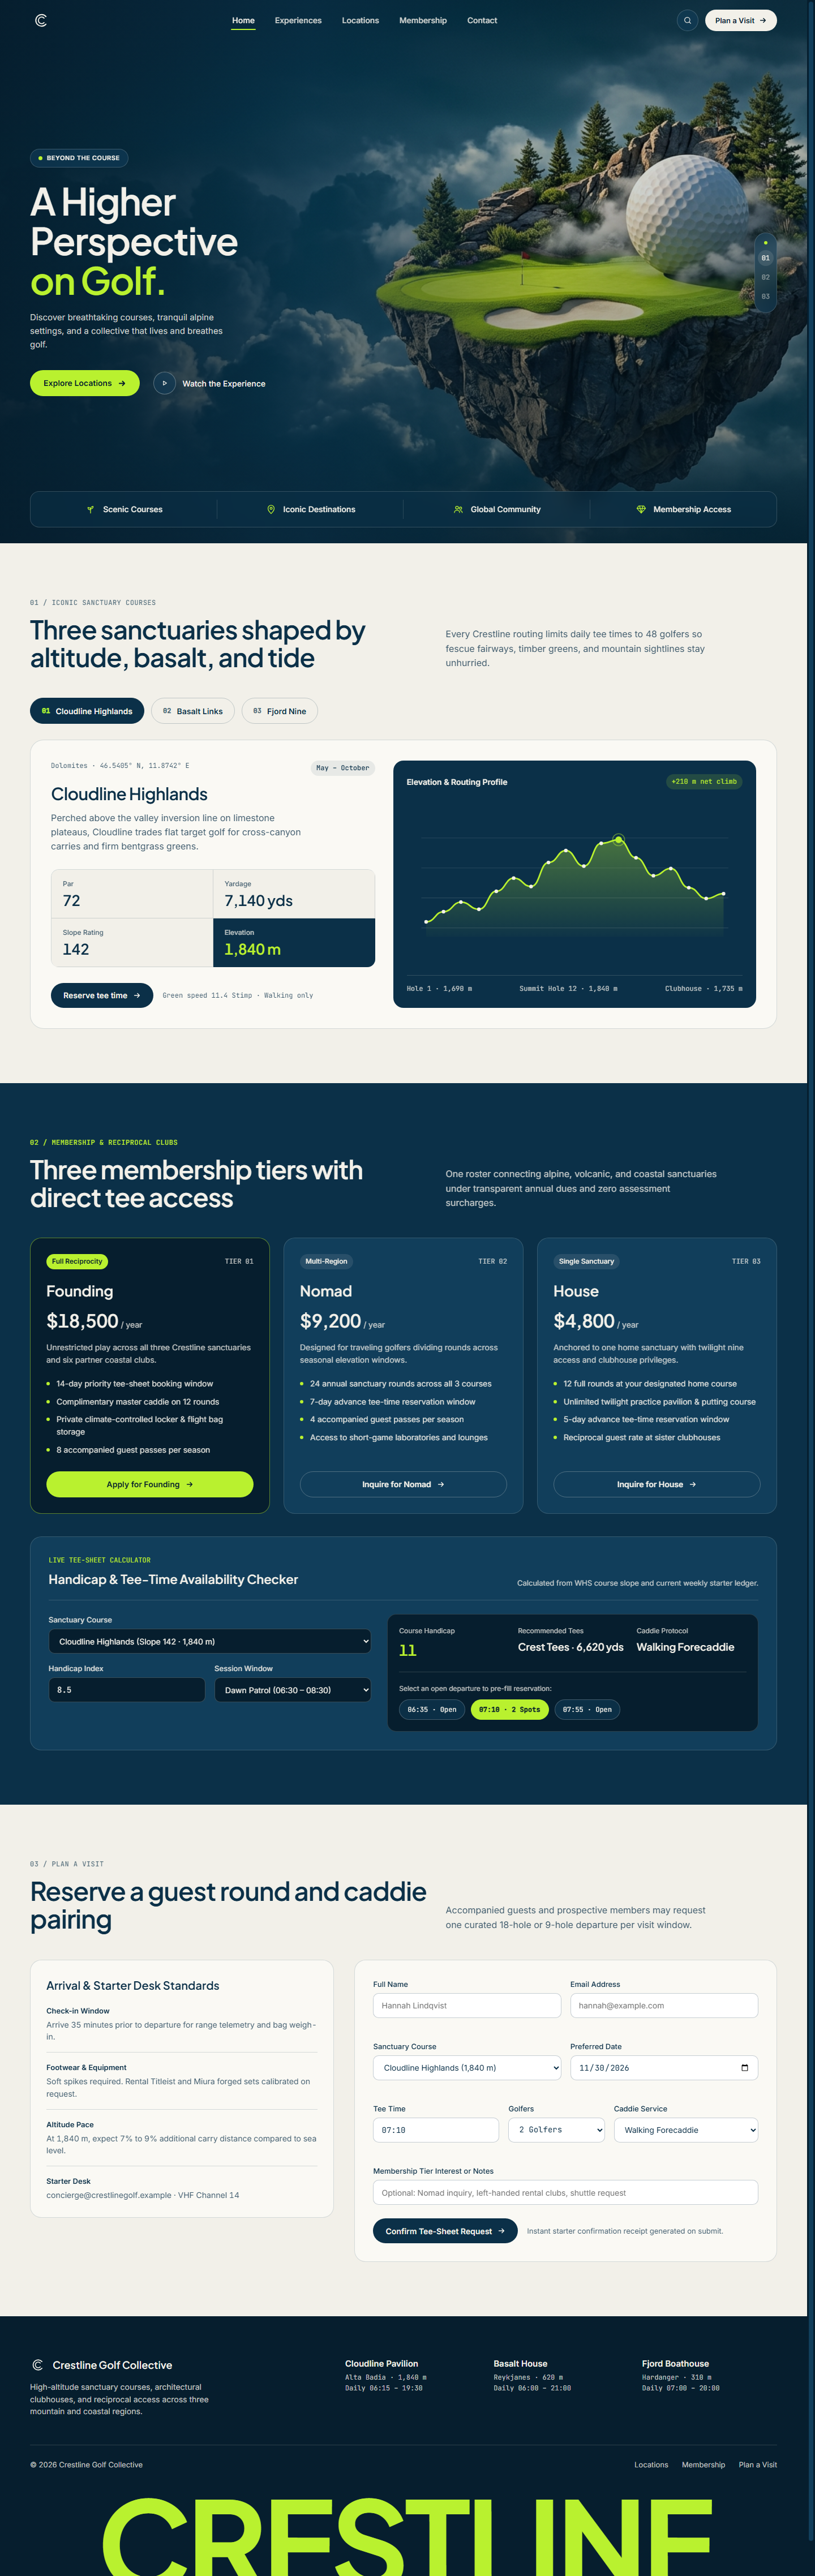 Home Experiences Locations Membership Contact
Plan a Visit
BEYOND THE COURSE
A Higher
Perspective
on Golf.
Discover breathtaking courses, tranquil alpine
settings, and a collective that lives and breathes
golf.
Explore Locations
Watch the Experience
01
02
03
Scenic Courses
Iconic Destinations
Global Community
Membership Access
01 / ICONIC SANCTUARY COURSES
Three sanctuaries shaped by
altitude, basalt, and tide
Every Crestline routing limits daily tee times to 48 golfers so
fescue fairways, timber greens, and mountain sightlines stay
unhurried.
01 Cloudline Highlands
02 Basalt Links
03 Fjord Nine
Dolomites · 46.5405° N, 11.8742° E
May – October
Cloudline Highlands
Perched above the valley inversion line on limestone
plateaus, Cloudline trades flat target golf for cross-canyon
carries and firm bentgrass greens.
Par
72
Yardage
7,140 yds
Slope Rating
142
Elevation
1,840 m
Reserve tee time
Green speed 11.4 Stimp · Walking only
Elevation & Routing Profile
+210 m net climb
Hole 1 · 1,690 m
Summit Hole 12 · 1,840 m
Clubhouse · 1,735 m
02 / MEMBERSHIP & RECIPROCAL CLUBS
Three membership tiers with
direct tee access
One roster connecting alpine, volcanic, and coastal sanctuaries
under transparent annual dues and zero assessment
surcharges.
Full Reciprocity
TIER 01
Founding
$18,500 / year
Unrestricted play across all three Crestline sanctuaries
and six partner coastal clubs.
14-day priority tee-sheet booking window
Complimentary master caddie on 12 rounds
Private climate-controlled locker & flight bag
storage
8 accompanied guest passes per season
Apply for Founding
Multi-Region
TIER 02
Nomad
$9,200 / year
Designed for traveling golfers dividing rounds across
seasonal elevation windows.
24 annual sanctuary rounds across all 3 courses
7-day advance tee-time reservation window
4 accompanied guest passes per season
Access to short-game laboratories and lounges
Inquire for Nomad
Single Sanctuary
TIER 03
House
$4,800 / year
Anchored to one home sanctuary with twilight nine
access and clubhouse privileges.
12 full rounds at your designated home course
Unlimited twilight practice pavilion & putting course
5-day advance tee-time reservation window
Reciprocal guest rate at sister clubhouses
Inquire for House
LIVE TEE-SHEET CALCULATOR
Handicap & Tee-Time Availability Checker
Calculated from WHS course slope and current weekly starter ledger.
Sanctuary Course
Cloudline Highlands (Slope 142 · 1,840 m)
Handicap Index
8.5
Session Window
Dawn Patrol (06:30 – 08:30)
Course Handicap
11
Recommended Tees
Crest Tees · 6,620 yds
Caddie Protocol
Walking Forecaddie
Select an open departure to pre-fill reservation:
06:35 · Open
07:10 · 2 Spots
07:55 · Open
03 / PLAN A VISIT
Reserve a guest round and caddie
pairing
Accompanied guests and prospective members may request
one curated 18-hole or 9-hole departure per visit window.
Arrival & Starter Desk Standards
Check-in Window
Arrive 35 minutes prior to departure for range telemetry and bag weigh-
in.
Footwear & Equipment
Soft spikes required. Rental Titleist and Miura forged sets calibrated on
request.
Altitude Pace
At 1,840 m, expect 7% to 9% additional carry distance compared to sea
level.
Starter Desk
concierge@crestlinegolf.example · VHF Channel 14
Full Name
Hannah Lindqvist
Email Address
hannah@example.com
Sanctuary Course
Cloudline Highlands (1,840 m)
Preferred Date
11/30/2026
Tee Time
07:10
Golfers
2 Golfers
Caddie Service
Walking Forecaddie
Membership Tier Interest or Notes
Optional: Nomad inquiry, left-handed rental clubs, shuttle request
Confirm Tee-Sheet Request
Instant starter confirmation receipt generated on submit.
Crestline Golf Collective
High-altitude sanctuary courses, architectural
clubhouses, and reciprocal access across three
mountain and coastal regions.
Cloudline Pavilion
Alta Badia · 1,840 m
Daily 06:15 – 19:30
Basalt House
Reykjanes · 620 m
Daily 06:00 – 21:00
Fjord Boathouse
Hardanger · 310 m
Daily 07:00 – 20:00
© 2026 Crestline Golf Collective
Locations Membership Plan a Visit
CRESTLINE